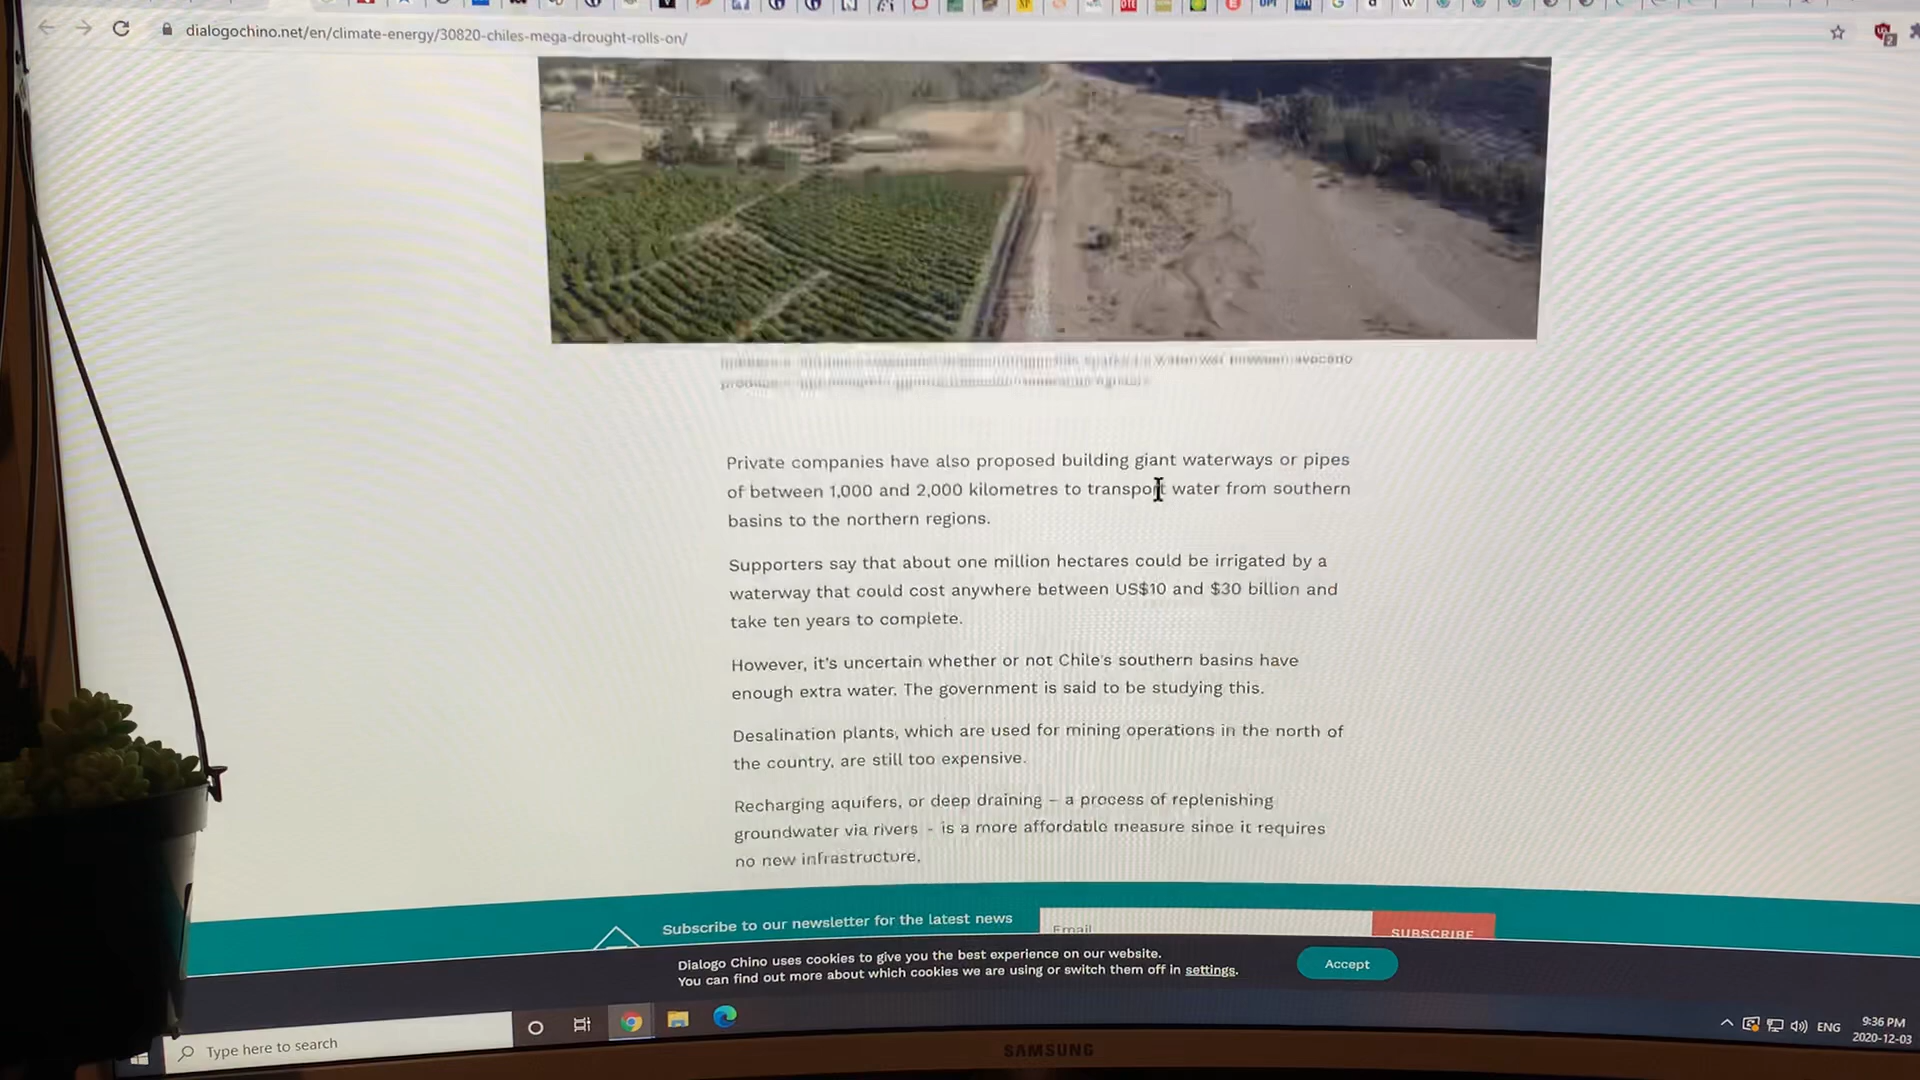 dialogochino.net/en/climate-energy/30820-chiles-mega-drought-rolls-on/
water war between avocado
Private companies have also proposed building giant waterways or pipes
of between 1,000 and 2,000 kilometres to transport water from southern
basins to the northern regions.
Supporters say that about one million hectares could be irrigated by a
waterway that could cost anywhere between US$10 and $30 billion and
take ten years to complete.
However, it's uncertain whether or not Chile's southern basins have
enough extra water. The government is said to be studying this.
Desalination plants, which are used for mining operations in the north of
the country, are still too expensive.
Recharging aquifers, or deep draining – a process of replenishing
groundwater via rivers - is a more affordable measure since it requires
no new infrastructure.
Subscribe to our newsletter for the latest news
Email
SUBSCRIBE
Dialogo Chino uses cookies to give you the best experience on our website.
You can find out more about which cookies we are using or switch them off in settings.
Accept
Type here to search
ENG
9:36 PM
2020-12-03
SAMSUNG